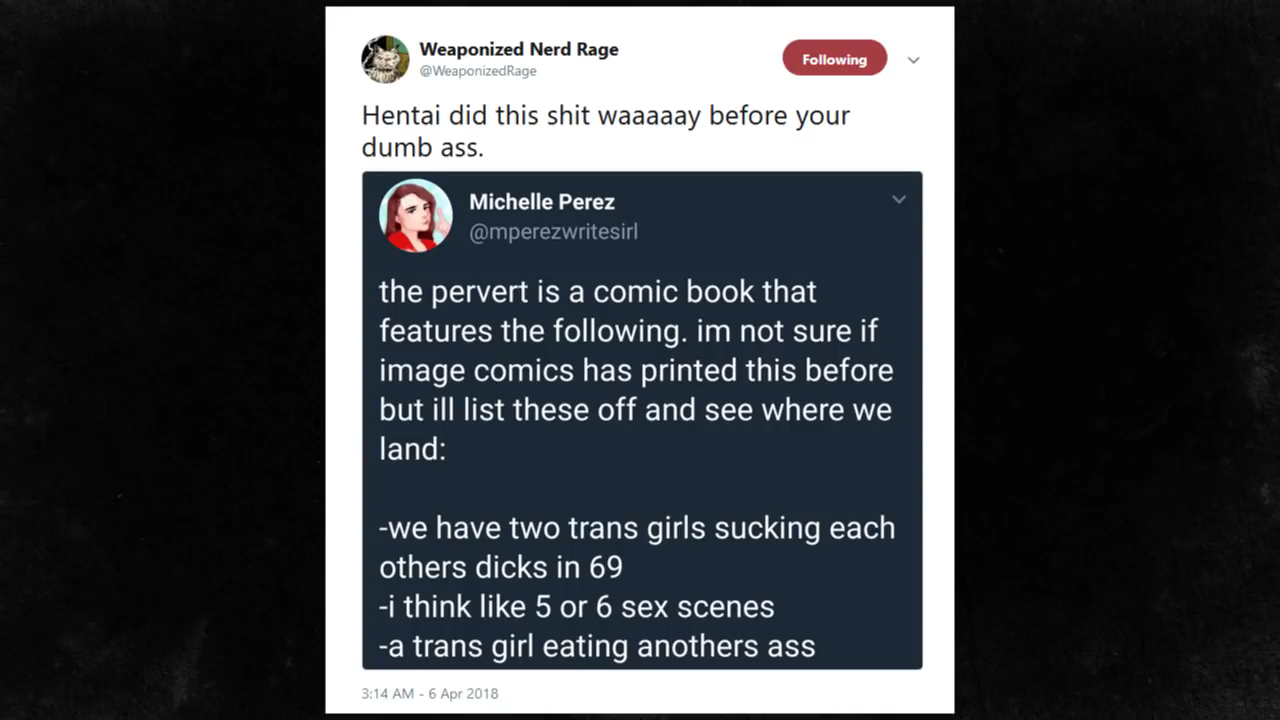 Weaponized Nerd Rage
@WeaponizedRage
Following
Hentai did this shit waaaaay before your
dumb ass.
Michelle Perez
@mperezwritesirl
the pervert is a comic book that
features the following. im not sure if
image comics has printed this before
but ill list these off and see where we
land:
-we have two trans girls sucking each
others dicks in 69
-i think like 5 or 6 sex scenes
-a trans girl eating anothers ass
3:14 AM - 6 Apr 2018